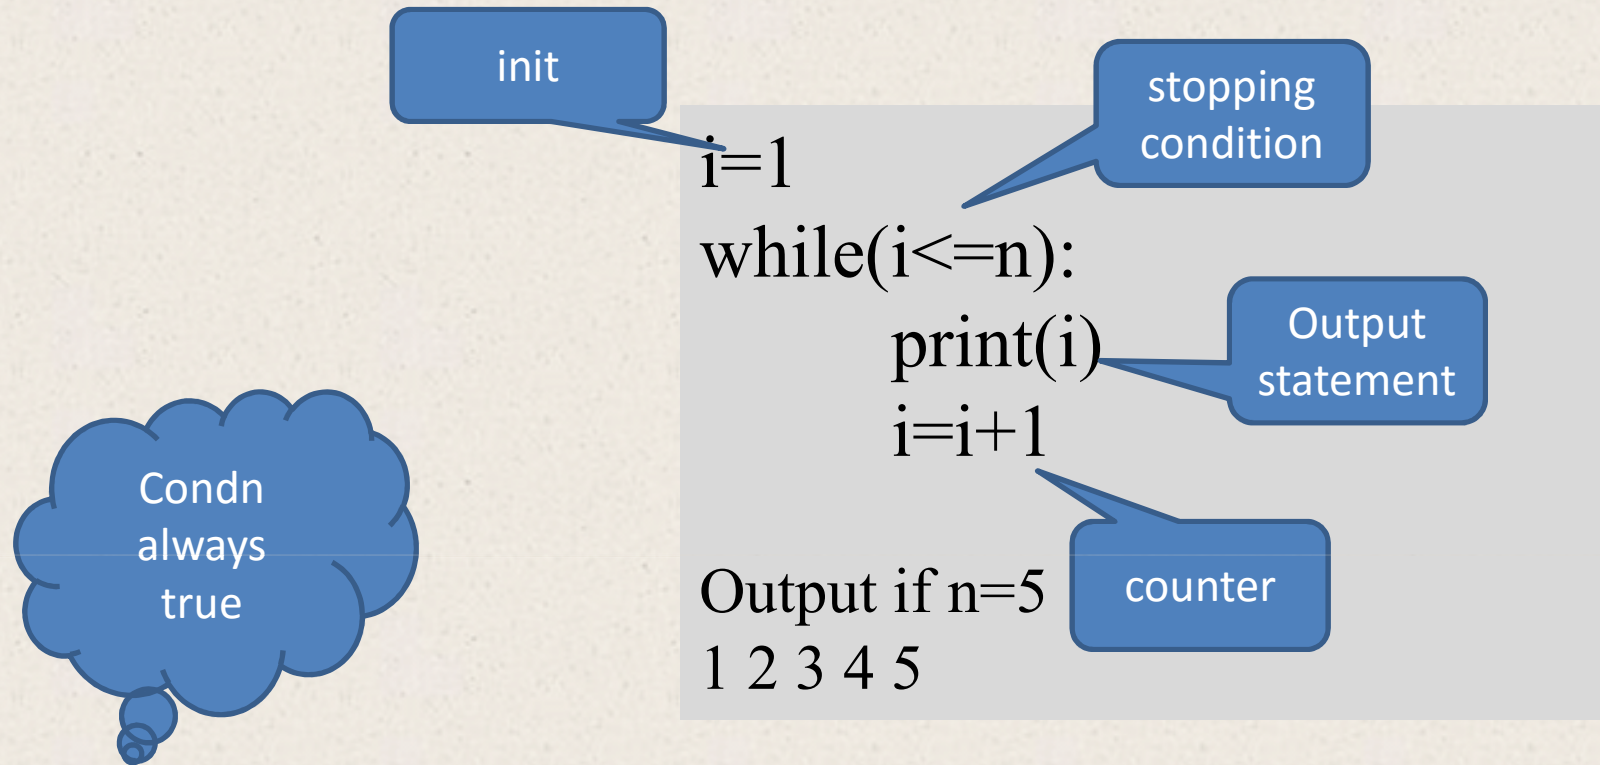 init
stopping
condition
i=1
while(i<=n):
print(i)
Output
statement
i=i+1
counter
Output if n=5
1 2 3 4 5
Condn
always
true